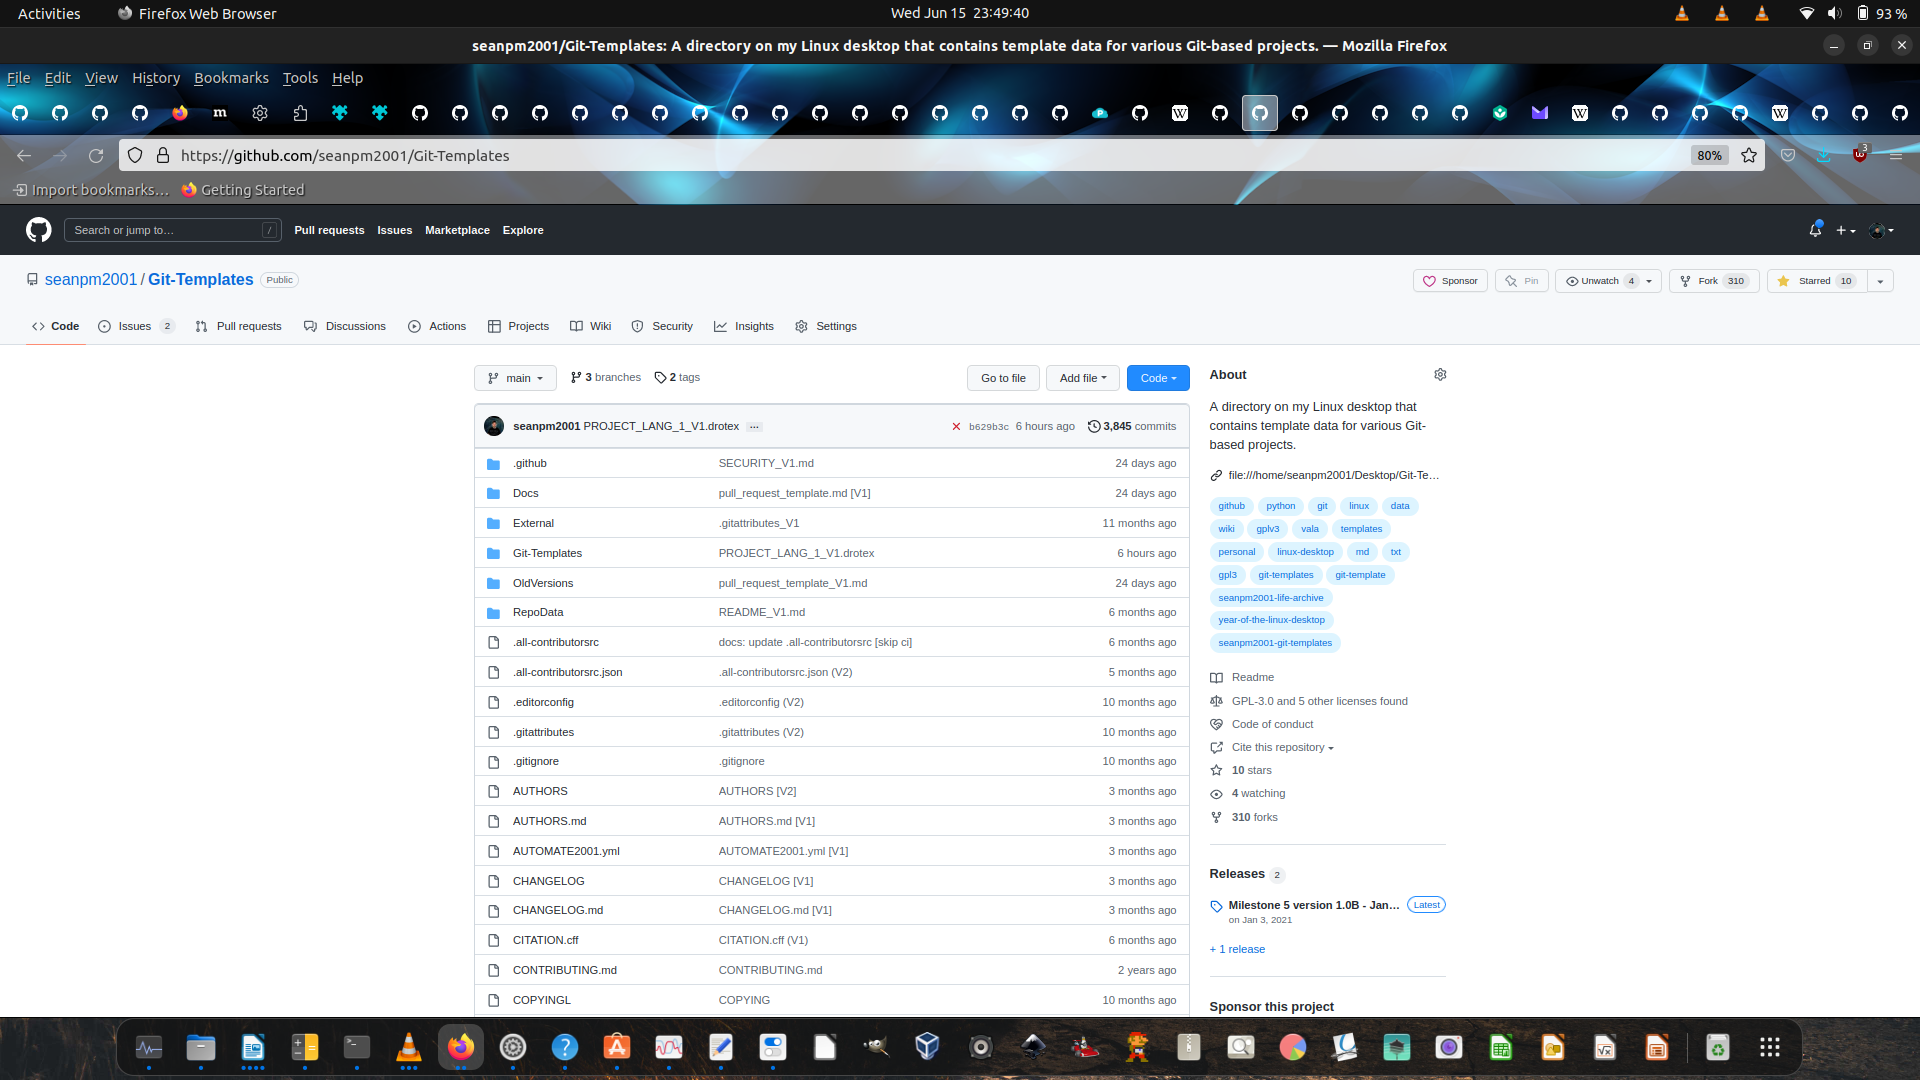 Activities
Firefox Web Browser
Wed Jun 15 23:49:40
93 %
seanpm2001/Git-Templates: A directory on my Linux desktop that contains template data for various Git-based projects. — Mozilla Firefox
File Edit View History Bookmarks Tools Help
https://github.com/seanpm2001/Git-Templates
80%
3
Import bookmarks…
Getting Started
Search or jump to…
/
Pull requests Issues Marketplace Explore
seanpm2001 / Git-Templates Public
Sponsor
Pin
Unwatch 4
Fork 310
Starred 10
Code
Issues 2
Pull requests
Discussions
Actions
Projects
Wiki
Security
Insights
Settings
main
3 branches
2 tags
Go to file
Add file
Code
seanpm2001 PROJECT_LANG_1_V1.drotex ...
b629b3c 6 hours ago
3,845 commits
.github SECURITY_V1.md 24 days ago
Docs pull_request_template.md [V1] 24 days ago
External .gitattributes_V1 11 months ago
Git-Templates PROJECT_LANG_1_V1.drotex 6 hours ago
OldVersions pull_request_template_V1.md 24 days ago
RepoData README_V1.md 6 months ago
.all-contributorsrc docs: update .all-contributorsrc [skip ci] 6 months ago
.all-contributorsrc.json .all-contributorsrc.json (V2) 5 months ago
.editorconfig .editorconfig (V2) 10 months ago
.gitattributes .gitattributes (V2) 10 months ago
.gitignore .gitignore 10 months ago
AUTHORS AUTHORS [V2] 3 months ago
AUTHORS.md AUTHORS.md [V1] 3 months ago
AUTOMATE2001.yml AUTOMATE2001.yml [V1] 3 months ago
CHANGELOG CHANGELOG [V1] 3 months ago
CHANGELOG.md CHANGELOG.md [V1] 3 months ago
CITATION.cff CITATION.cff (V1) 6 months ago
CONTRIBUTING.md CONTRIBUTING.md 2 years ago
COPYINGL COPYING 10 months ago
About
A directory on my Linux desktop that
contains template data for various Git-
based projects.
file:///home/seanpm2001/Desktop/Git-Te…
github python git linux data
wiki gplv3 vala templates
personal linux-desktop md txt
gpl3 git-templates git-template
seanpm2001-life-archive
year-of-the-linux-desktop
seanpm2001-git-templates
Readme
GPL-3.0 and 5 other licenses found
Code of conduct
Cite this repository
10 stars
4 watching
310 forks
Releases 2
Milestone 5 version 1.0B - Jan… Latest
on Jan 3, 2021
+ 1 release
Sponsor this project